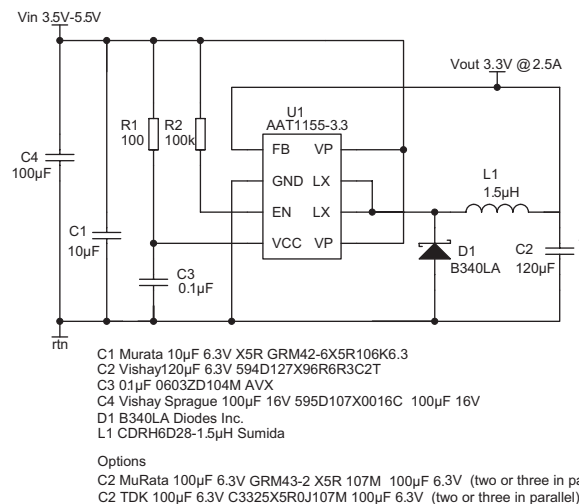 Vin 3.5V-5.5V
Vout 3.3V @2.5A
U1
AAT1155-3.3
R1
100
R2
100k
FB VP
GND LX
EN LX
VCC VP
L1
1.5µH
C4
100µF
C1
10µF
C3
0.1µF
D1
B340LA
C2
120µF
rtn
C1 Murata 10µF 6.3V X5R GRM42-6X5R106K6.3
C2 Vishay120µF 6.3V 594D127X96R6R3C2T
C3 0.1µF 0603ZD104M AVX
C4 Vishay Sprague 100µF 16V 595D107X0016C 100µF 16V
D1 B340LA Diodes Inc.
L1 CDRH6D28-1.5µH Sumida
Options
C2 MuRata 100µF 6.3V GRM43-2 X5R 107M 100µF 6.3V (two or three in pa
C2 TDK 100µF 6.3V C3325X5R0J107M 100µF 6.3V (two or three in parallel)